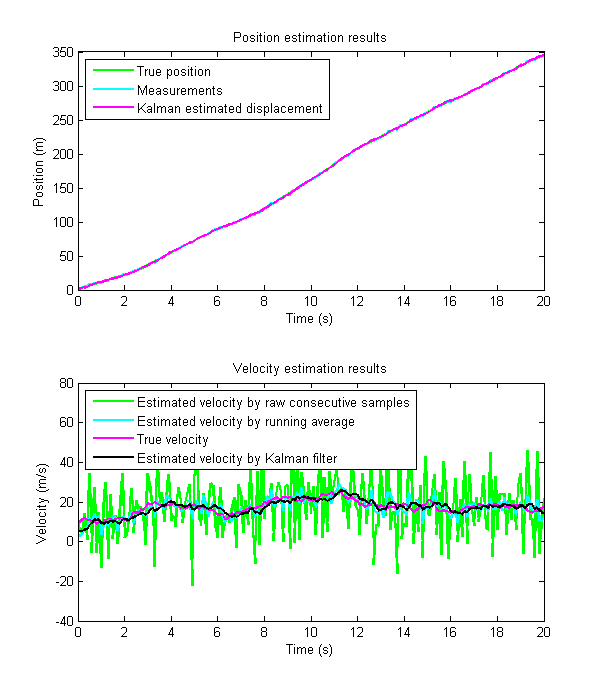 Position estimation results
350
300
250
200
150
100
50
0
Position (m)
True position
Measurements
Kalman estimated displacement
0 2 4 6 8 10 12 14 16 18 20
Time (s)
Velocity estimation results
80
60
40
20
0
-20
-40
Velocity (m/s)
Estimated velocity by raw consecutive samples
Estimated velocity by running average
True velocity
Estimated velocity by Kalman filter
0 2 4 6 8 10 12 14 16 18 20
Time (s)